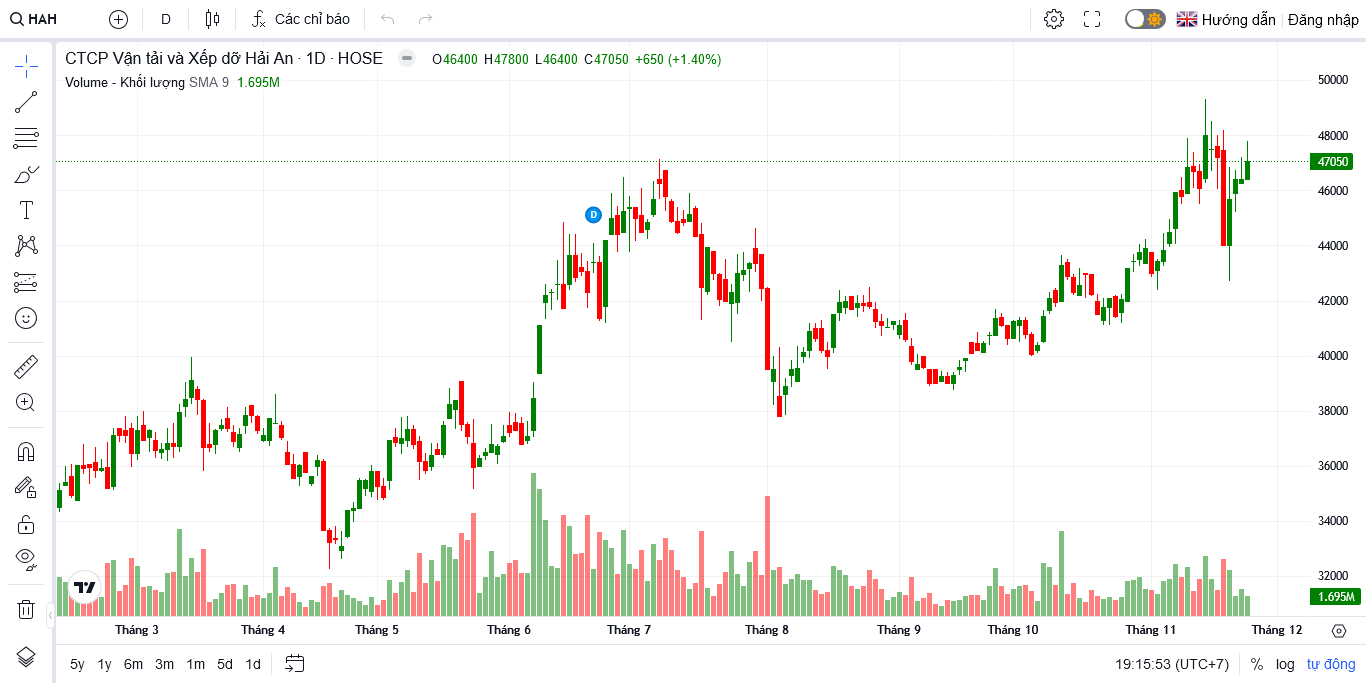 HAH D Các chỉ báo Hướng dẫn Đăng nhập
CTCP Vận tải và Xếp dỡ Hải An · 1D · HOSE O46400 H47800 L46400 C47050 +650 (+1.40%)
Volume - Khối lượng SMA 9 1.695M
50000
48000
47050
46000
D
44000
42000
40000
38000
36000
34000
32000
1.695M
Tháng 3 Tháng 4 Tháng 5 Tháng 6 Tháng 7 Tháng 8 Tháng 9 Tháng 10 Tháng 11 Tháng 12
5y 1y 6m 3m 1m 5d 1d 19:15:53 (UTC+7) % log tự động